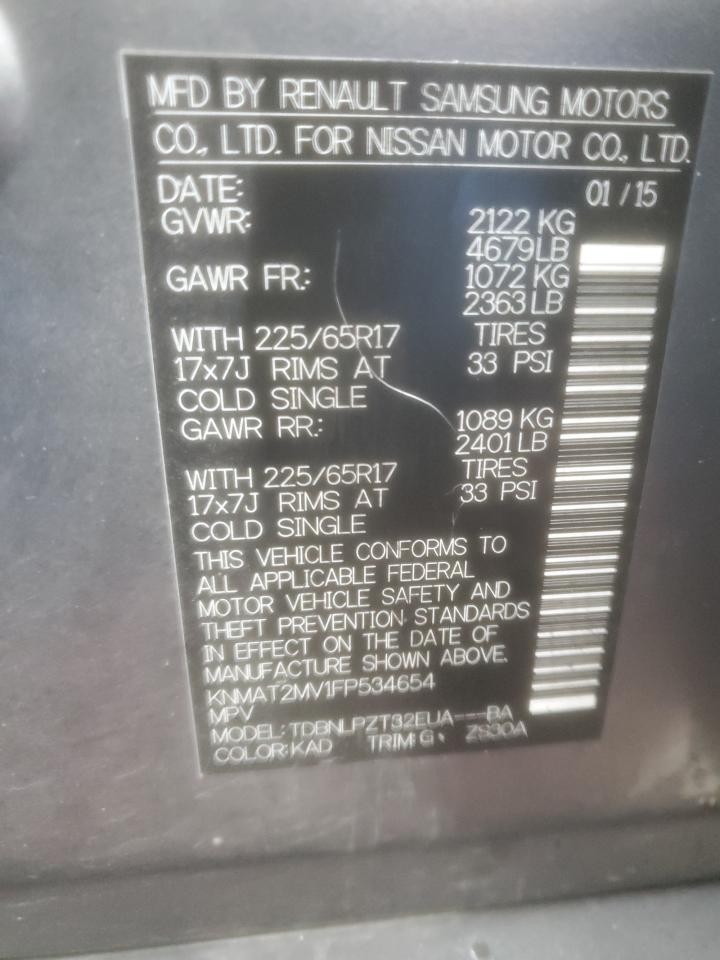 MFD BY RENAULT SAMSUNG MOTORS
CO., LTD. FOR NISSAN MOTOR CO., LTD.
DATE: 01 / 15
GVWR: 2122 KG
4679LB
GAWR FR.: 1072 KG
2363 LB
WITH 225/65R17 TIRES
17x7J RIMS AT 33 PSI
COLD SINGLE
GAWR RR.: 1089 KG
2401 LB
WITH 225/65R17 TIRES
17x7J RIMS AT 33 PSI
COLD SINGLE
THIS VEHICLE CONFORMS TO
ALL APPLICABLE FEDERAL
MOTOR VEHICLE SAFETY AND
THEFT PREVENTION STANDARDS
IN EFFECT ON THE DATE OF
MANUFACTURE SHOWN ABOVE.
KNMAT2MV1FP534654
MPV
MODEL: TDBNLPZT32EUA---BA
COLOR:KAD TRIM:G